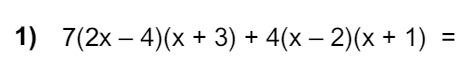 1) 7(2x – 4)(x + 3) + 4(x – 2)(x + 1) =